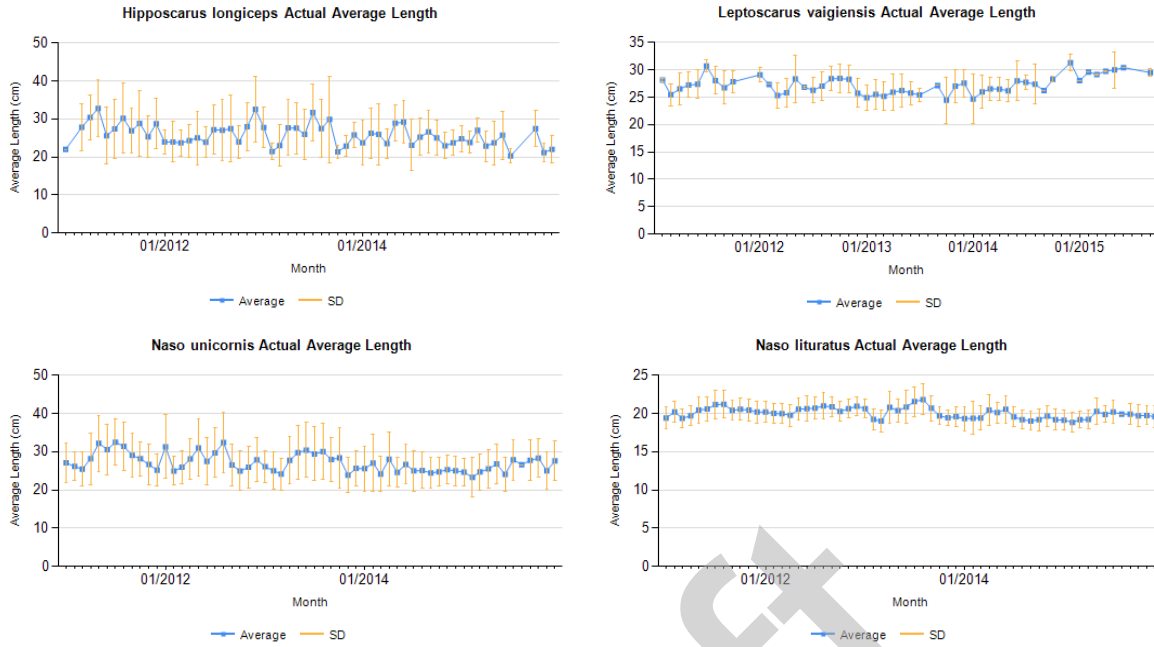 Hipposcarus longiceps Actual Average Length
50
40
30
20
10
0
Average Length (cm)
01/2012
01/2014
Month
Average
SD
Leptoscarus vaigiensis Actual Average Length
35
30
25
20
15
10
5
0
Average Length (cm)
01/2012
01/2013
01/2014
01/2015
Month
Average
SD
Naso unicornis Actual Average Length
50
40
30
20
10
0
Average Length (cm)
01/2012
01/2014
Month
Average
SD
Naso lituratus Actual Average Length
25
20
15
10
5
0
Average Length (cm)
01/2012
01/2014
Month
Average
SD